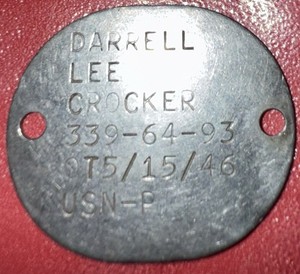 DARRELL
LEE
CROCKER
339-64-93
T5/15/46
USN-P